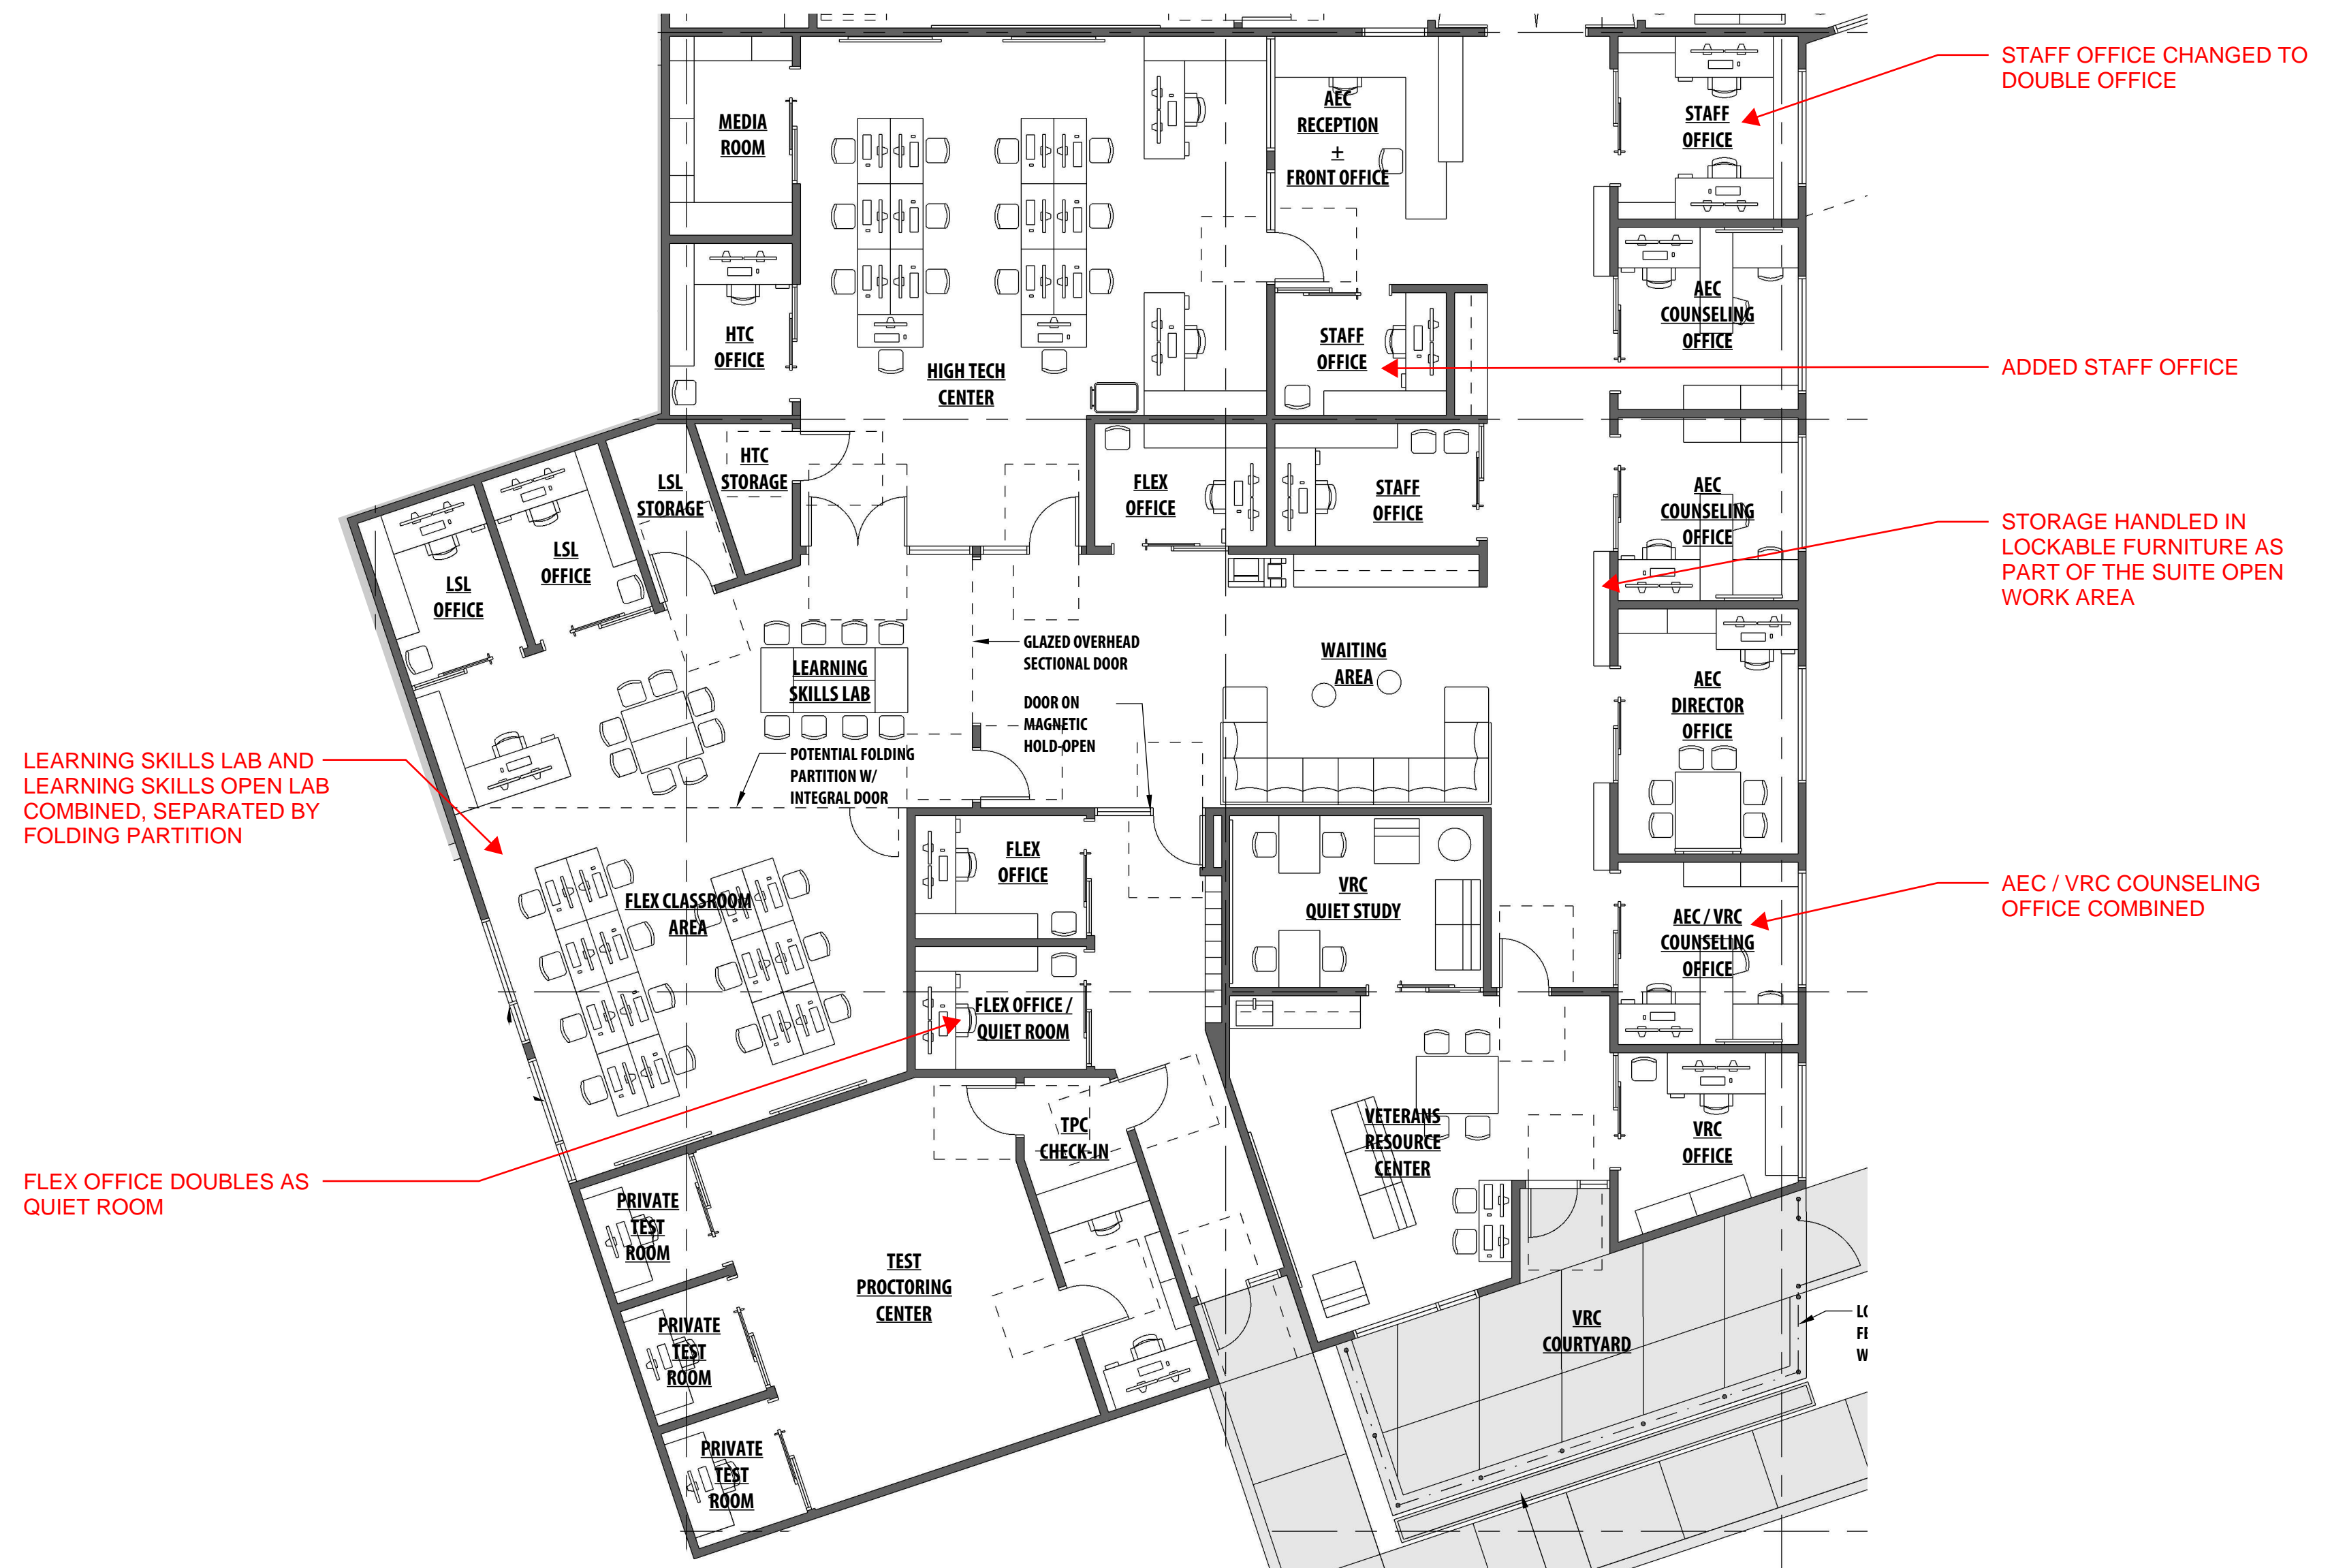 STAFF OFFICE CHANGED TO
DOUBLE OFFICE
MEDIA
ROOM
AEC
RECEPTION
±
FRONT OFFICE
STAFF
OFFICE
HTC
OFFICE
HIGH TECH
CENTER
STAFF
OFFICE
AEC
COUNSELING
OFFICE
ADDED STAFF OFFICE
HTC
STORAGE
LSL
STORAGE
FLEX
OFFICE
STAFF
OFFICE
AEC
COUNSELING
OFFICE
STORAGE HANDLED IN
LOCKABLE FURNITURE AS
PART OF THE SUITE OPEN
WORK AREA
LSL
OFFICE
LSL
OFFICE
LEARNING
SKILLS LAB
GLAZED OVERHEAD
SECTIONAL DOOR
WAITING
AREA
DOOR ON
MAGNETIC
HOLD-OPEN
AEC
DIRECTOR
OFFICE
POTENTIAL FOLDING
PARTITION W/
INTEGRAL DOOR
LEARNING SKILLS LAB AND
LEARNING SKILLS OPEN LAB
COMBINED, SEPARATED BY
FOLDING PARTITION
FLEX
OFFICE
FLEX CLASSROOM
AREA
VRC
QUIET STUDY
AEC / VRC
COUNSELING
OFFICE
AEC / VRC COUNSELING
OFFICE COMBINED
FLEX OFFICE /
QUIET ROOM
TPC
CHECK-IN
VETERANS
RESOURCE
CENTER
VRC
OFFICE
FLEX OFFICE DOUBLES AS
QUIET ROOM
PRIVATE
TEST
ROOM
TEST
PROCTORING
CENTER
PRIVATE
TEST
ROOM
VRC
COURTYARD
PRIVATE
TEST
ROOM